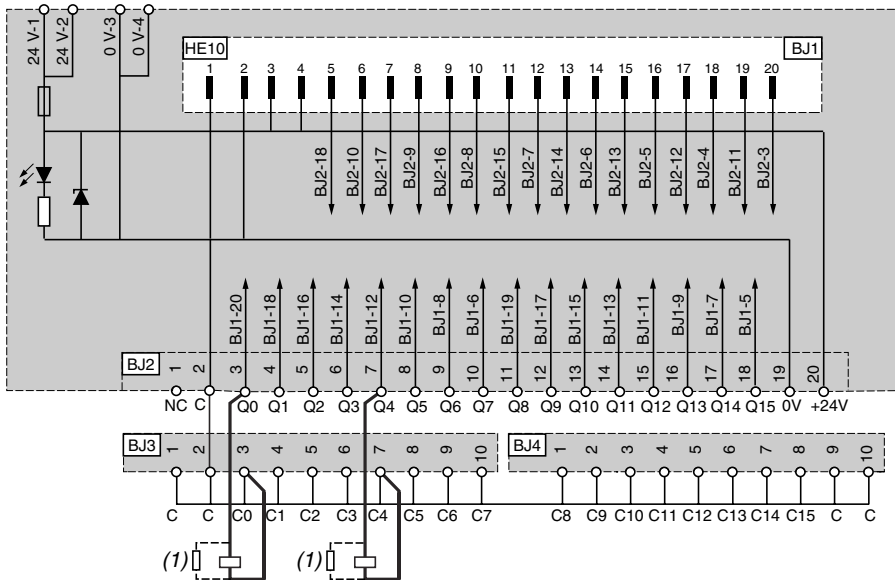 24 V-1 24 V-2 0 V-3 0 V-4
HE10 BJ1
1 2 3 4 5 6 7 8 9 10 11 12 13 14 15 16 17 18 19 20
BJ2-18 BJ2-10 BJ2-17 BJ2-9 BJ2-16 BJ2-8 BJ2-15 BJ2-7 BJ2-14 BJ2-6 BJ2-13 BJ2-5 BJ2-12 BJ2-4 BJ2-11 BJ2-3
BJ1-20 BJ1-18 BJ1-16 BJ1-14 BJ1-12 BJ1-10 BJ1-8 BJ1-6 BJ1-19 BJ1-17 BJ1-15 BJ1-13 BJ1-11 BJ1-9 BJ1-7 BJ1-5
BJ2 1 2 3 4 5 6 7 8 9 10 11 12 13 14 15 16 17 18 19 20
NC C Q0 Q1 Q2 Q3 Q4 Q5 Q6 Q7 Q8 Q9 Q10 Q11 Q12 Q13 Q14 Q15 0V +24V
BJ3 1 2 3 4 5 6 7 8 9 10 BJ4 1 2 3 4 5 6 7 8 9 10
C C C0 C1 C2 C3 C4 C5 C6 C7 C8 C9 C10 C11 C12 C13 C14 C15 C C
(1) (1)